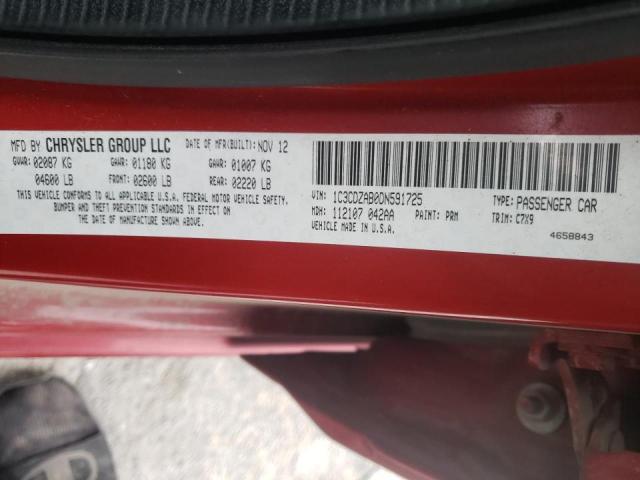 MFD BY CHRYSLER GROUP LLC DATE OF MFR(BUILT): NOV 12
GVWR: 02087 KG GAWR: 01180 KG GAWR: 01007 KG
04600 LB FRONT: 02600 LB REAR: 02220 LB
THIS VEHICLE CONFORMS TO ALL APPLICABLE U.S.A. FEDERAL MOTOR VEHICLE SAFETY,
BUMPER AND THEFT PREVENTION STANDARDS IN EFFECT ON
THE DATE OF MANUFACTURE SHOWN ABOVE.
VIN: 1C3CDZAB0DN591725 TYPE: PASSENGER CAR
MDH: 112107 042AA PAINT: PRM TRIM: C7X9
VEHICLE MADE IN U.S.A.
4658843